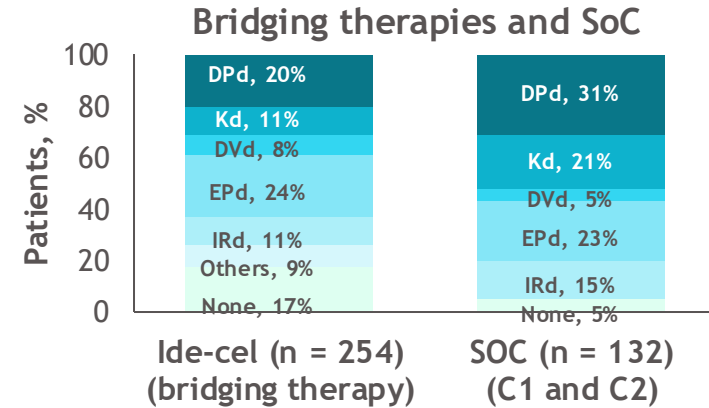 Bridging therapies and SoC
Patients, %
100
80
60
40
20
0
DPd, 20%
Kd, 11%
DVd, 8%
EPd, 24%
IRd, 11%
Others, 9%
None, 17%
DPd, 31%
Kd, 21%
DVd, 5%
EPd, 23%
IRd, 15%
None, 5%
Ide-cel (n = 254)
(bridging therapy)
SOC (n = 132)
(C1 and C2)